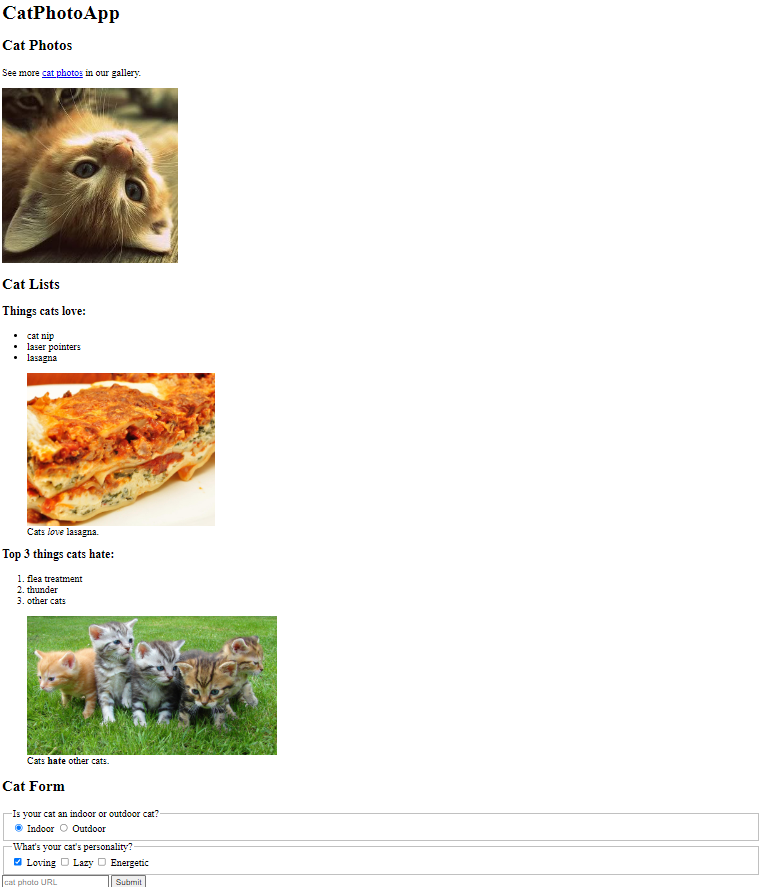 CatPhotoApp
Cat Photos
See more cat photos in our gallery.
Cat Lists
Things cats love:
cat nip
laser pointers
lasagna
Cats love lasagna.
Top 3 things cats hate:
1. flea treatment
2. thunder
3. other cats
Cats hate other cats.
Cat Form
Is your cat an indoor or outdoor cat?
Indoor Outdoor
What's your cat's personality?
Loving Lazy Energetic
cat photo URL Submit